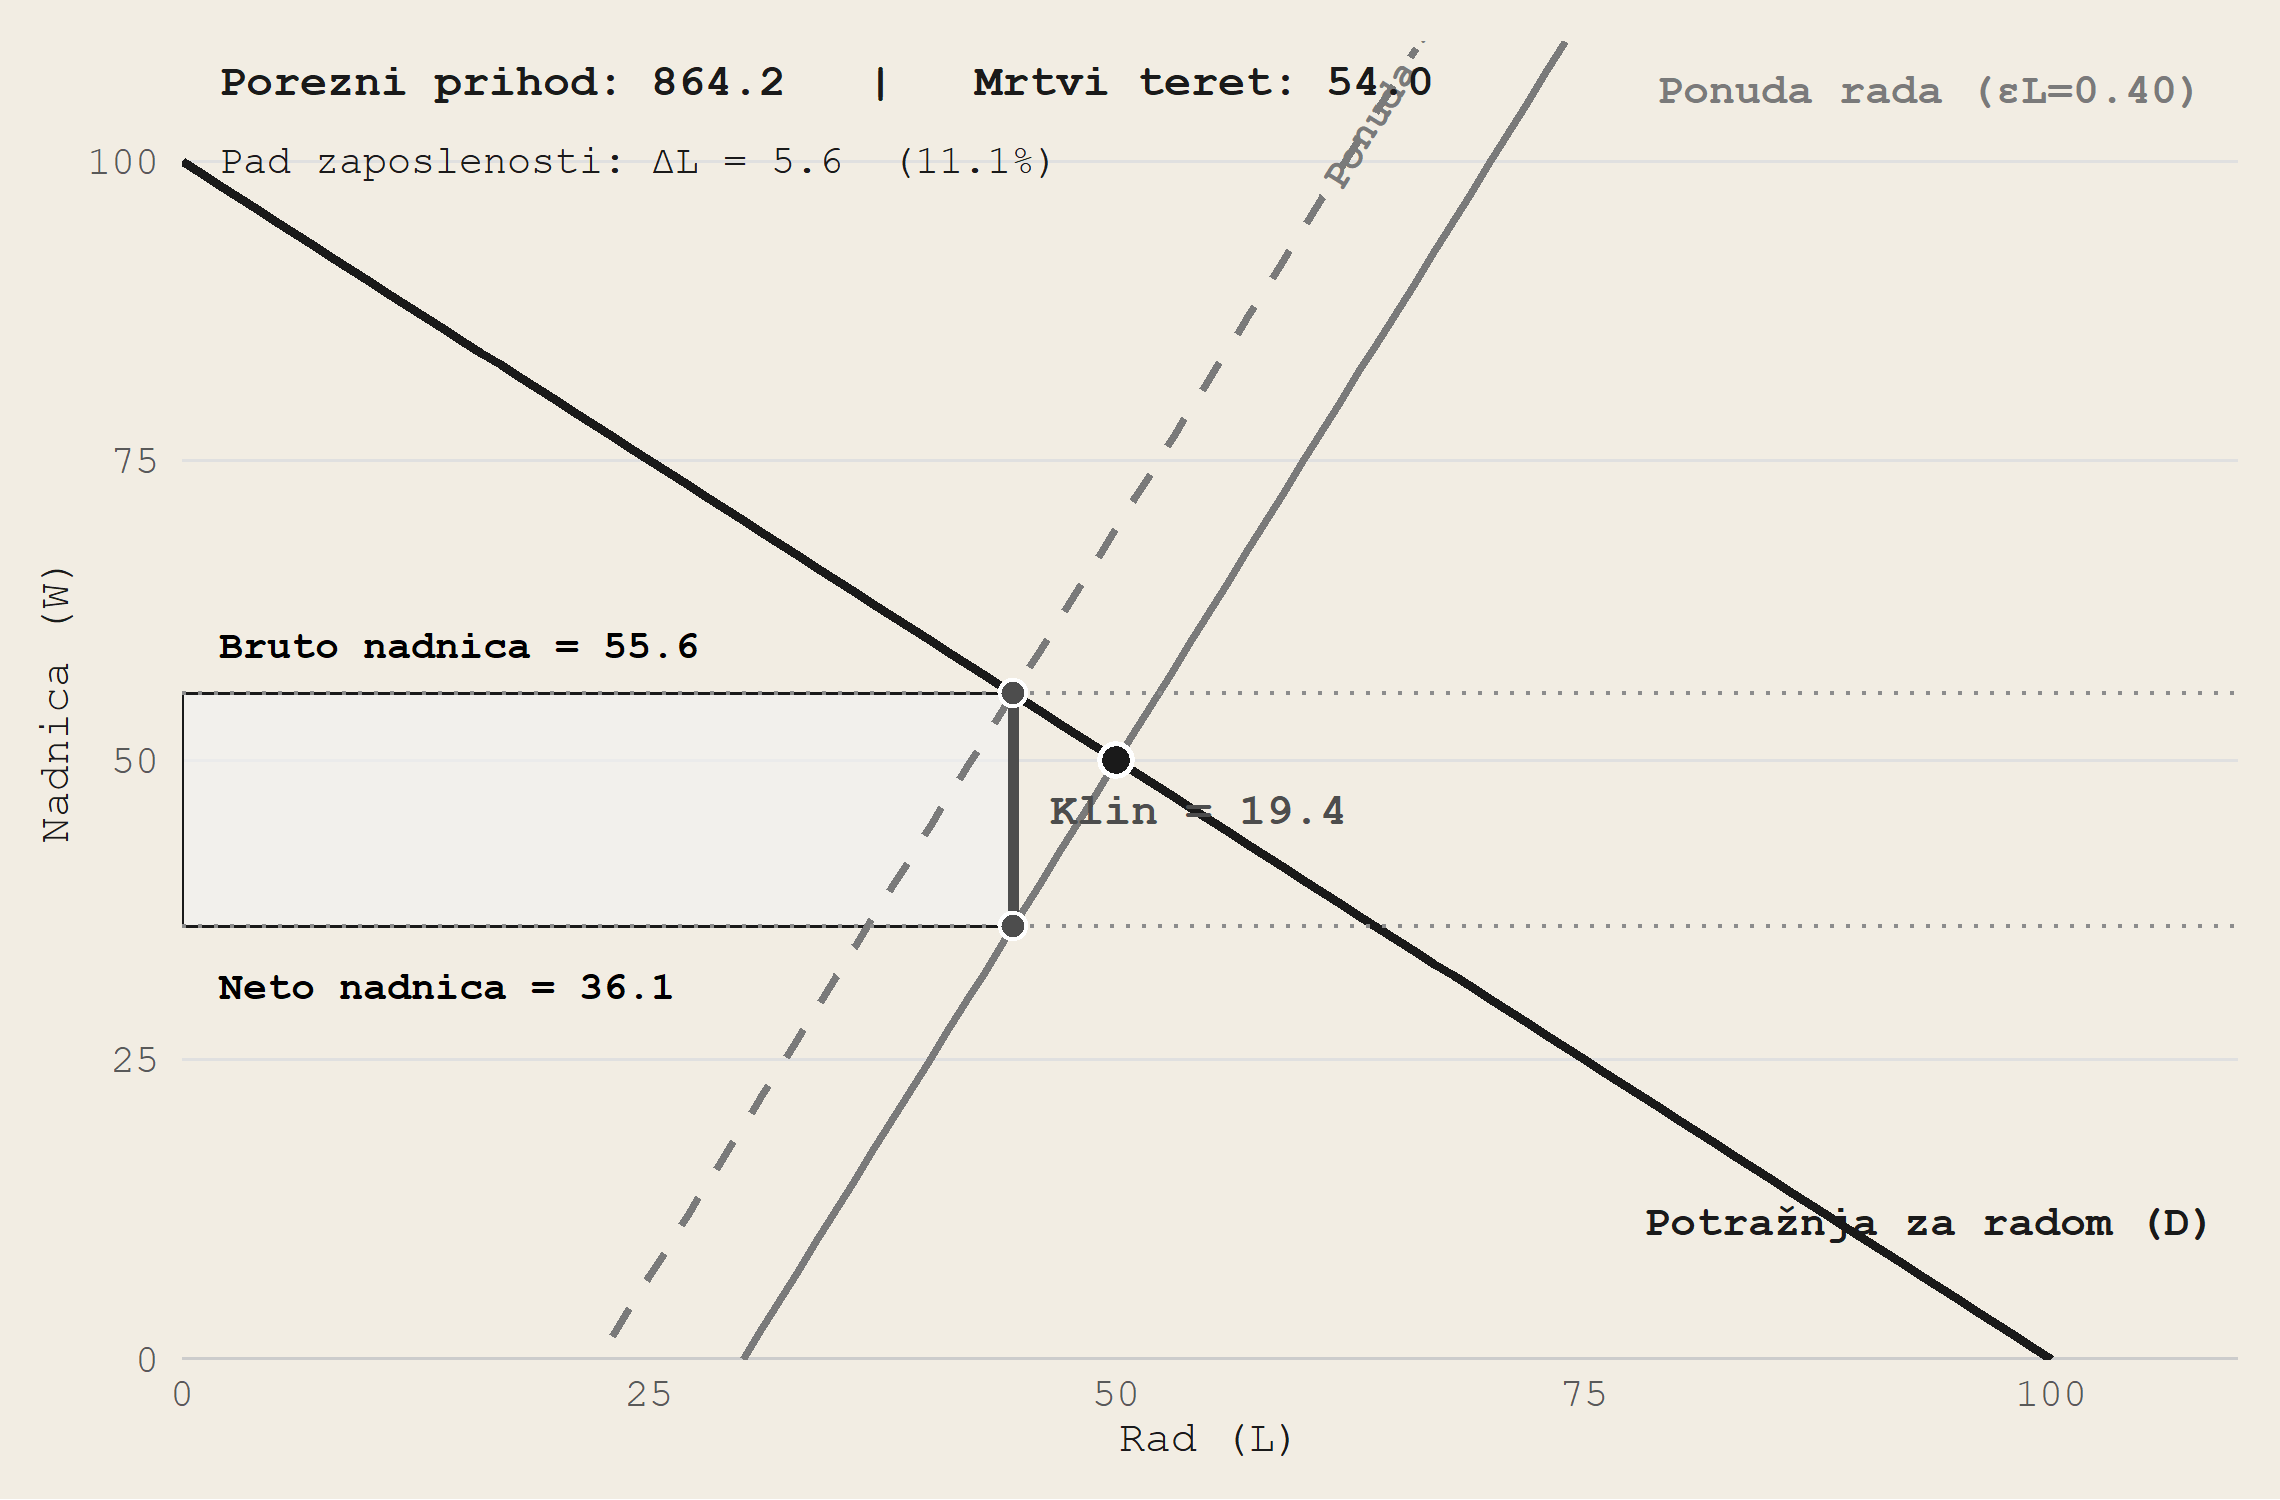 Porezni prihod: 864.2   |   Mrtvi teret: 54.0
Ponuda rada (εL=0.40)
Ponuda
Pad zaposlenosti: ΔL = 5.6  (11.1%)
100
75
50
25
0
Nadnica (W)
Bruto nadnica = 55.6
Klin = 19.4
Neto nadnica = 36.1
Potražnja za radom (D)
0 25 50 75 100
Rad (L)